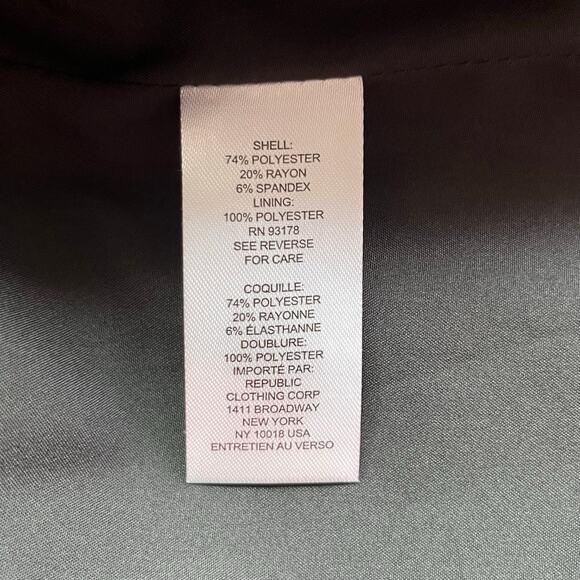 SHELL:
74% POLYESTER
20% RAYON
6% SPANDEX
LINING:
100% POLYESTER
RN 93178
SEE REVERSE
FOR CARE
COQUILLE:
74% POLYESTER
20% RAYONNE
6% ÉLASTHANNE
DOUBLURE:
100% POLYESTER
IMPORTÉ PAR:
REPUBLIC
CLOTHING CORP
1411 BROADWAY
NEW YORK
NY 10018 USA
ENTRETIEN AU VERSO